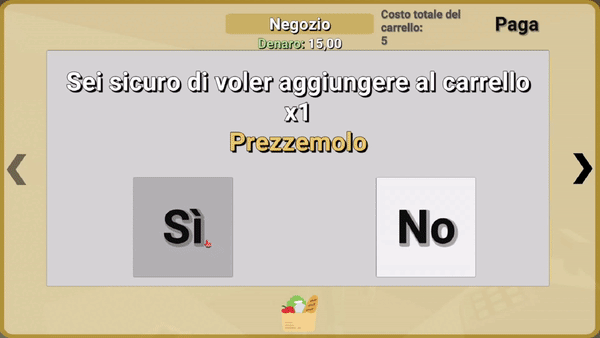 Negozio
Denaro: 15,00
Costo totale del
carrello:
5
Paga
Sei sicuro di voler aggiungere al carrello
x1
Prezzemolo
Sì
No